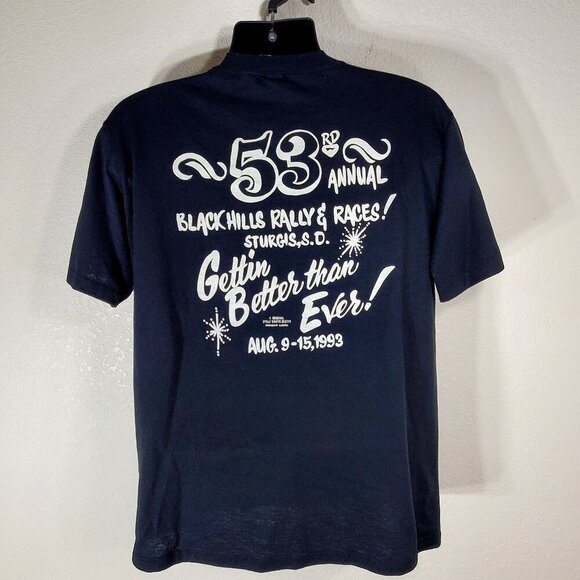 ~53RD~
ANNUAL
BLACK HILLS RALLY & RACES!
STURGIS, S.D.
Gettin
Better than
Ever!
AUG. 9-15, 1993